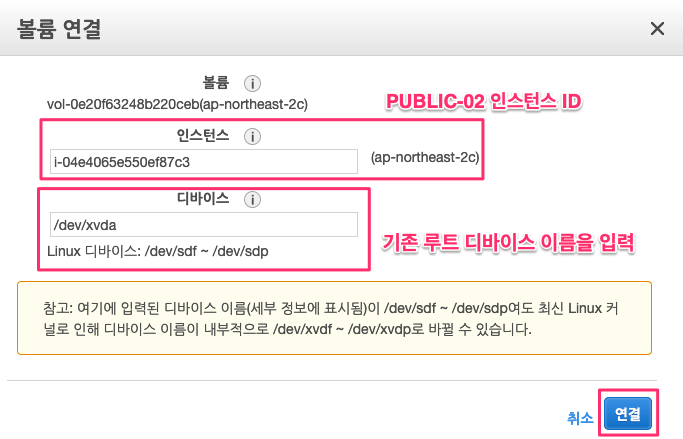 볼륨 연결
볼륨
vol-0e20f63248b220ceb(ap-northeast-2c)
PUBLIC-02 인스턴스 ID
인스턴스
i-04e4065e550ef87c3
(ap-northeast-2c)
디바이스
/dev/xvda
Linux 디바이스: /dev/sdf ~ /dev/sdp
기존 루트 디바이스 이름을 입력
참고: 여기에 입력된 디바이스 이름(세부 정보에 표시됨)이 /dev/sdf ~ /dev/sdp여도 최신 Linux 커
널로 인해 디바이스 이름이 내부적으로 /dev/xvdf ~ /dev/xvdp로 바뀔 수 있습니다.
취소
연결